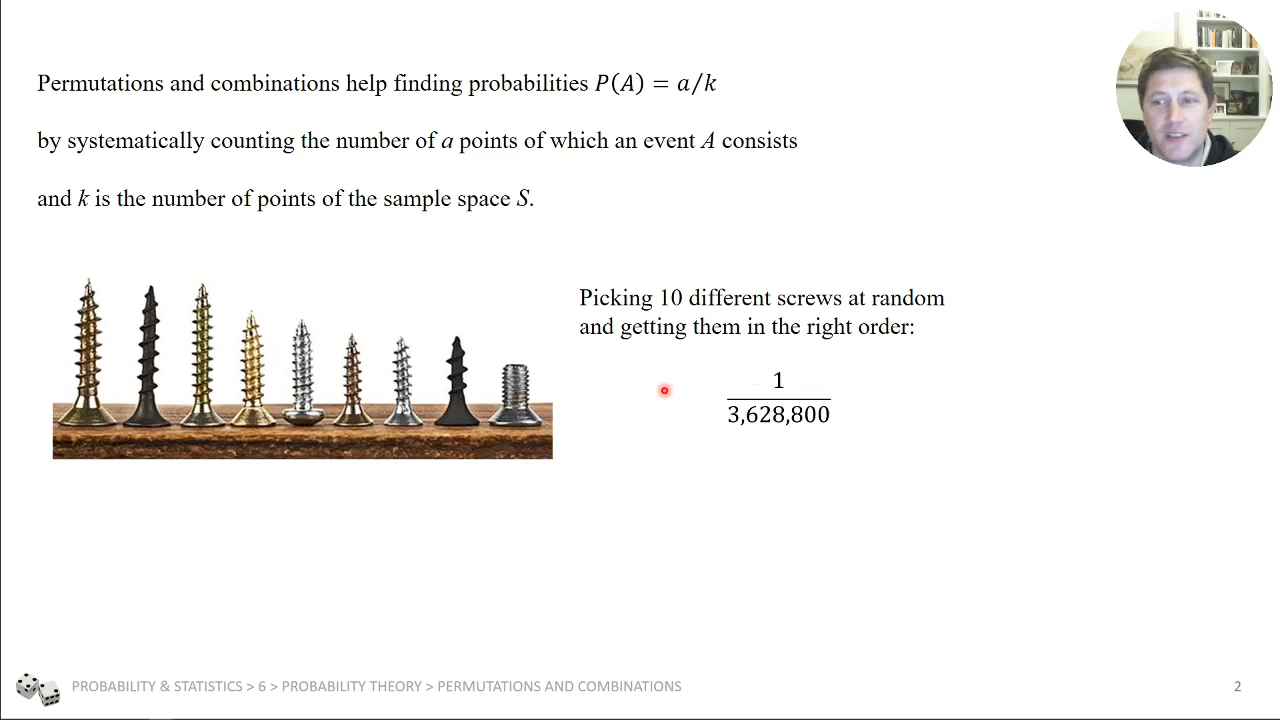 Permutations and combinations help finding probabilities P(A) = a/k
by systematically counting the number of a points of which an event A consists
and k is the number of points of the sample space S.
Picking 10 different screws at random
and getting them in the right order:
1
3,628,800
PROBABILITY & STATISTICS > 6 > PROBABILITY THEORY > PERMUTATIONS AND COMBINATIONS
2